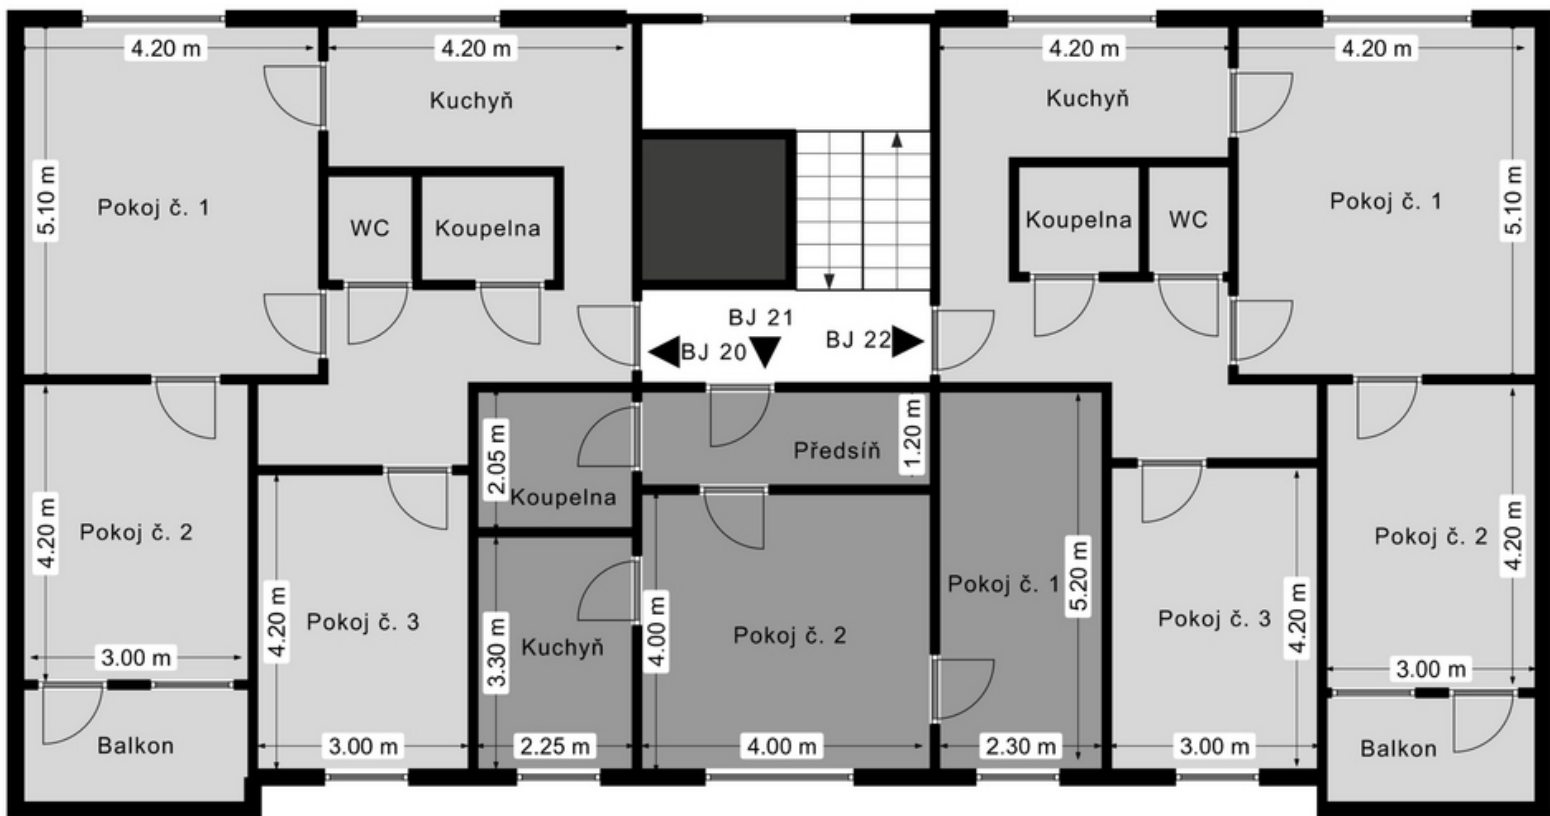 4.20 m
4.20 m
4.20 m
4.20 m
Kuchyň
Kuchyň
5.10 m
Pokoj č. 1
WC
Koupelna
Koupelna
WC
Pokoj č. 1
5.10 m
BJ 21
BJ 20
BJ 22
2.05 m
Koupelna
Předsíň
1.20 m
4.20 m
Pokoj č. 2
4.20 m
Pokoj č. 3
3.30 m
Kuchyň
4.00 m
Pokoj č. 2
Pokoj č. 1
5.20 m
Pokoj č. 3
4.20 m
Pokoj č. 2
4.20 m
3.00 m
3.00 m
Balkon
3.00 m
2.25 m
4.00 m
2.30 m
3.00 m
Balkon